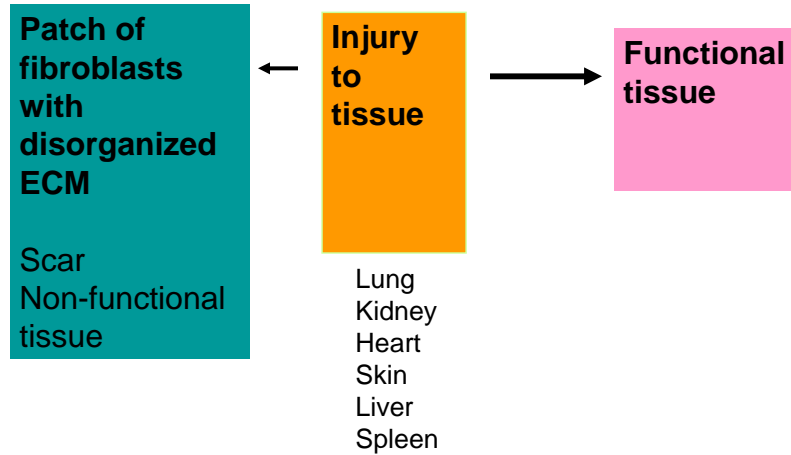 Patch of
fibroblasts
with
disorganized
ECM
Scar
Non-functional
tissue
Injury
to
tissue
Lung
Kidney
Heart
Skin
Liver
Spleen
Functional
tissue